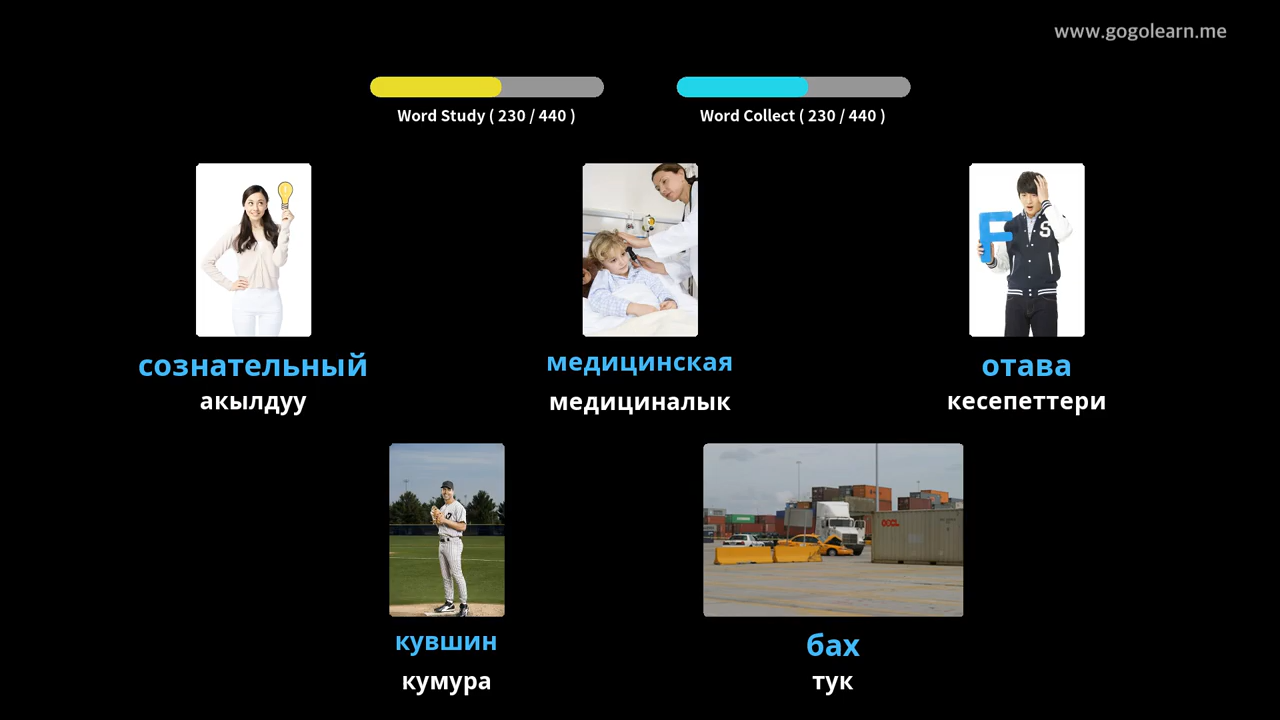 www.gogolearn.me
Word Study ( 230 / 440 )
Word Collect ( 230 / 440 )
S
сознательный
медицинская
отава
акылдуу
медициналык
кесепеттери
OOCL
кувшин
бах
кумура
тук